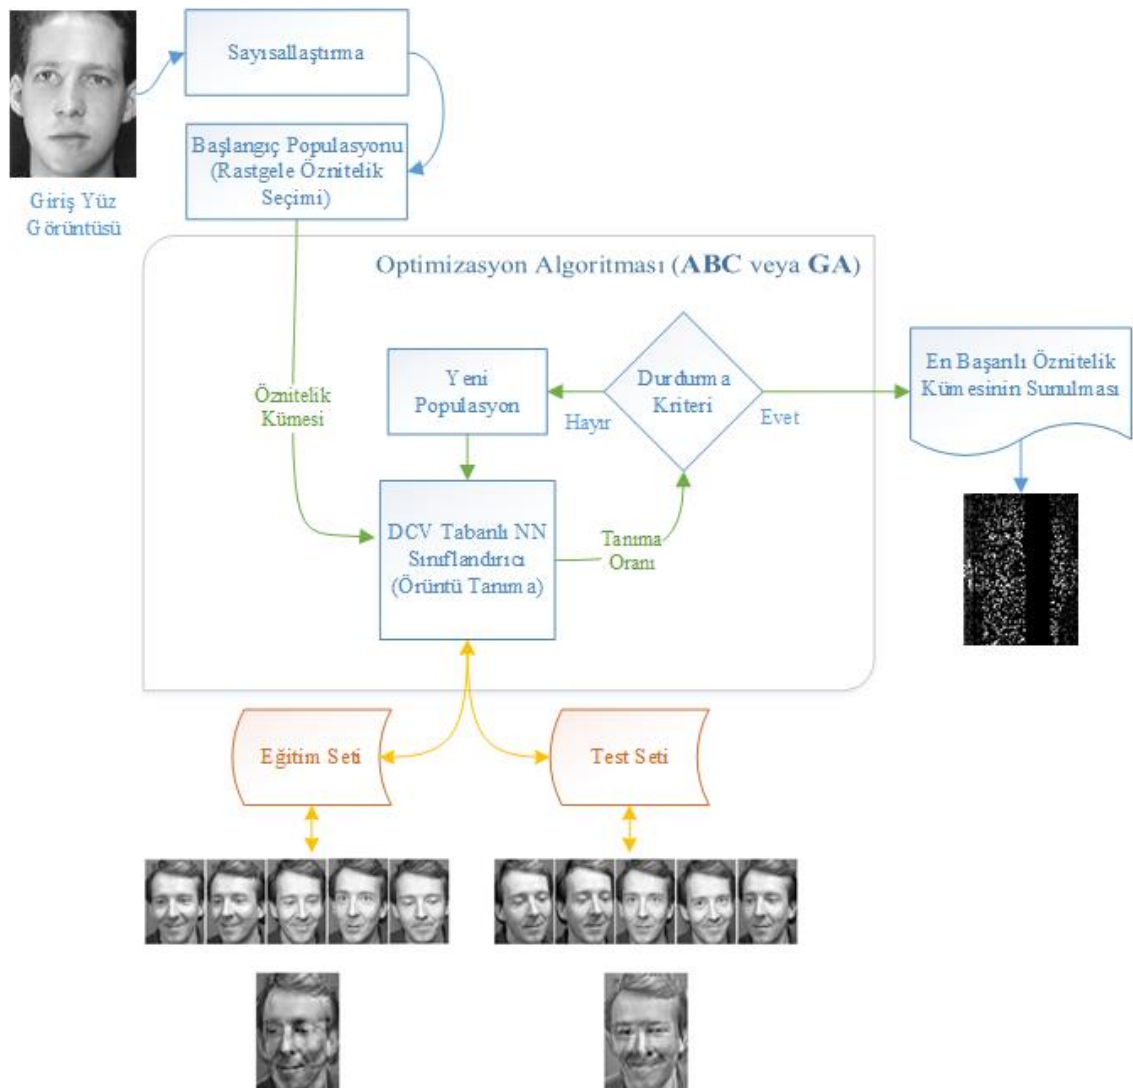 Sayısallaştırma
Başlangıç Populasyonu
(Rastgele Öznitelik
Seçimi)
Giriş Yüz
Görüntüsü
Optimizasyon Algoritması (ABC veya GA)
Öznitelik
Kümesi
Yeni
Populasyon
Hayır
Durdurma
Kriteri
Evet
En Başarılı Öznitelik
Kümesinin Sunulması
DCV Tabanlı NN
Sınıflandırıcı
(Örüntü Tanıma)
Tanıma
Oranı
Eğitim Seti
Test Seti